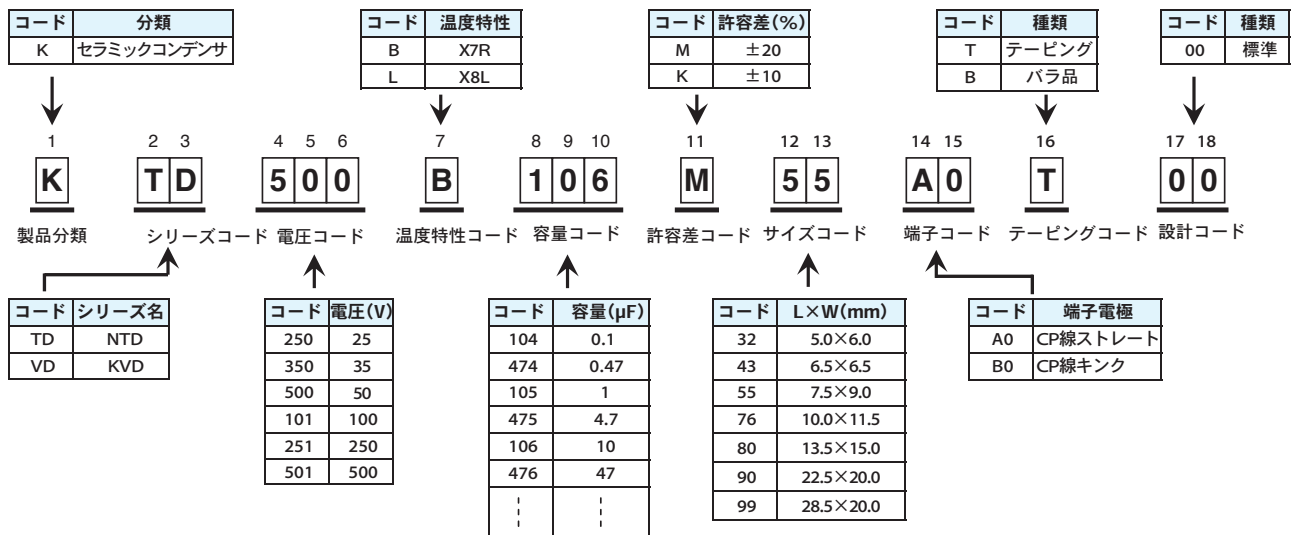 コード 分類
K セラミックコンデンサ
コード 温度特性
B X7R
L X8L
コード 許容差(%)
M ±20
K ±10
コード 種類
T テーピング
B バラ品
コード 種類
00 標準
1 2 3 4 5 6 7 8 9 10 11 12 13 14 15 16 17 18
K T D 5 0 0 B 1 0 6 M 5 5 A 0 T 0 0
製品分類 シリーズコード 電圧コード 温度特性コード 容量コード 許容差コード サイズコード 端子コード テーピングコード 設計コード
コード シリーズ名
TD NTD
VD KVD
コード 電圧(V)
250 25
350 35
500 50
101 100
251 250
501 500
コード 容量(μF)
104 0.1
474 0.47
105 1
475 4.7
106 10
476 47
コード L×W(mm)
32 5.0×6.0
43 6.5×6.5
55 7.5×9.0
76 10.0×11.5
80 13.5×15.0
90 22.5×20.0
99 28.5×20.0
コード 端子電極
A0 CP線ストレート
B0 CP線キンク